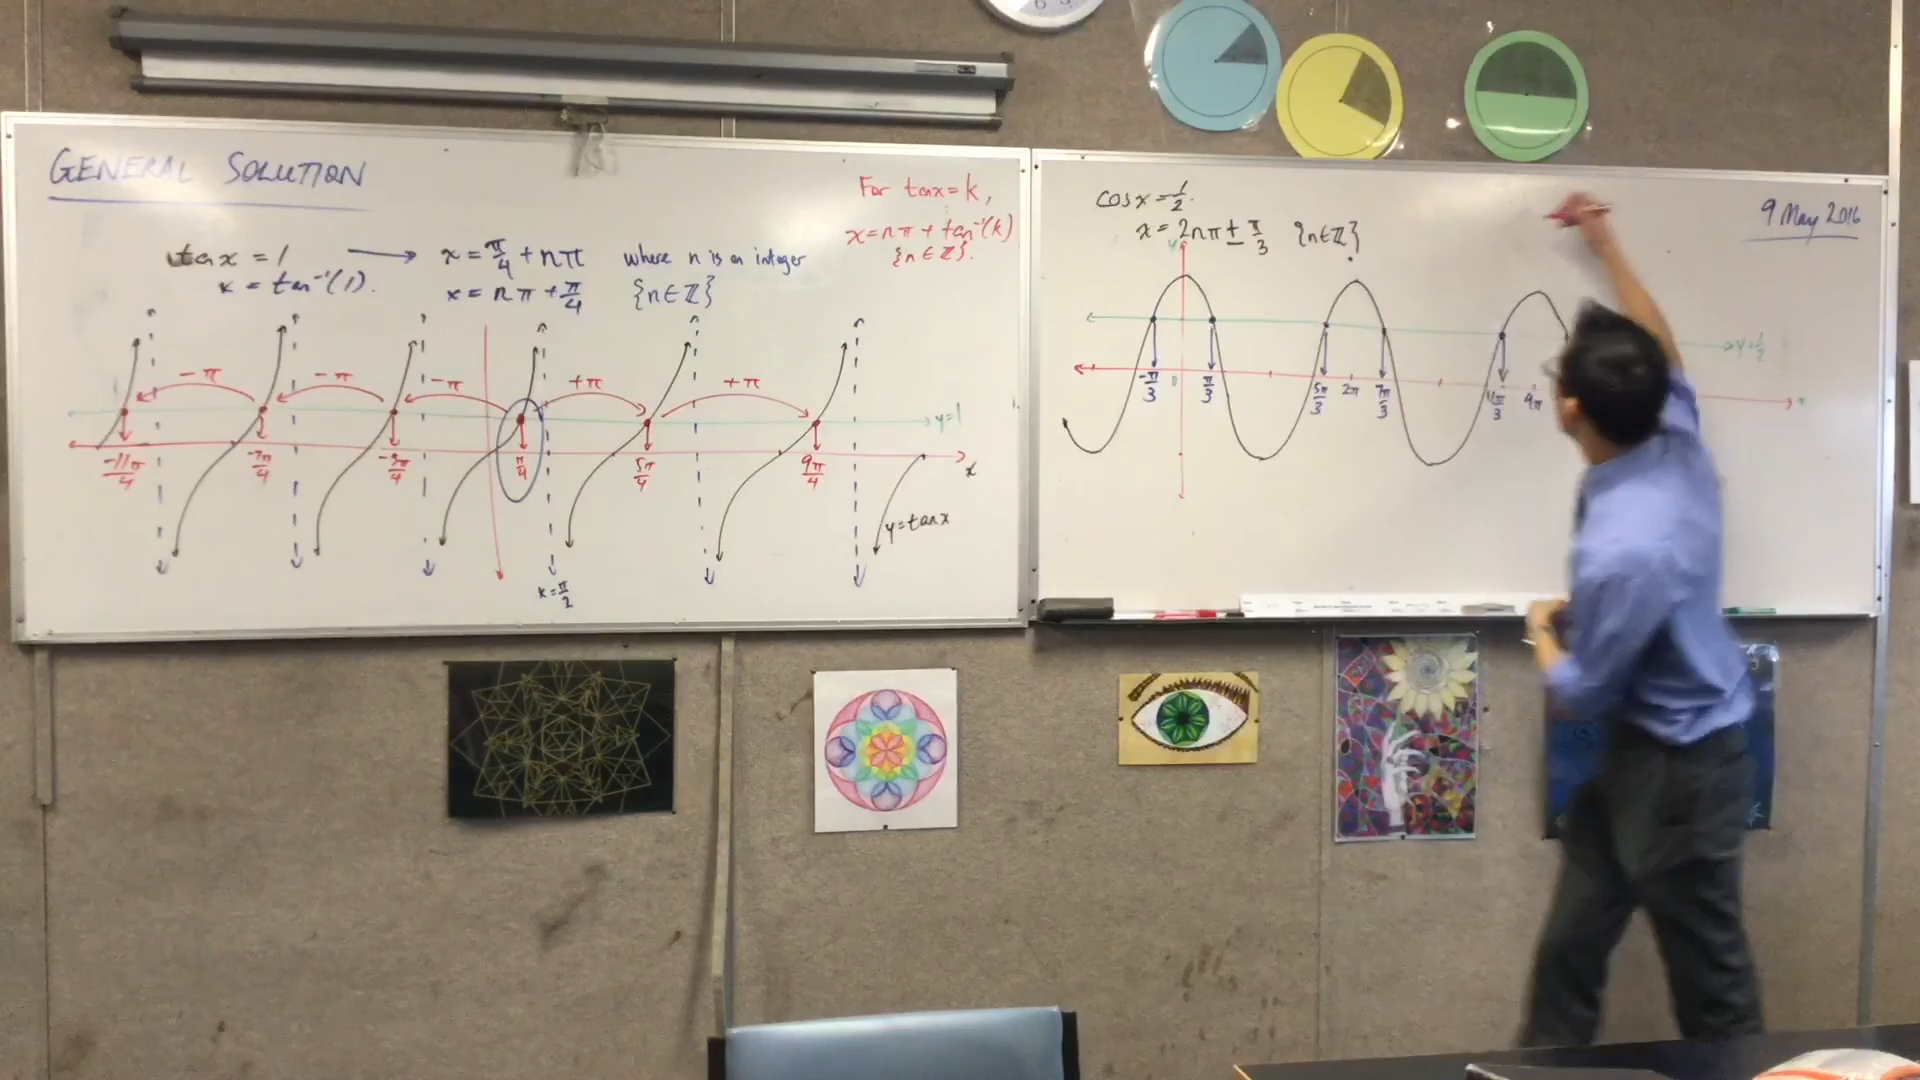 GENERAL SOLUTION
For tan x = k,
x = nπ + tan⁻¹(k)
{n ∈ ℤ}.
tan x = 1 → x = π/4 + nπ where n is an integer
x = tan⁻¹(1). x = nπ + π/4 {n ∈ ℤ}
-π -π -π +π +π
y=1
-11π/4 -7π/4 -3π/4 π/4 5π/4 9π/4 x
y = tan x
x = π/2
cos x = 1/2.
x = 2nπ ± π/3 {n ∈ ℤ}
9 May 2016
y
y = 1/2
-π/3 0 π/3 5π/3 2π 7π/3 11π/3 4π x